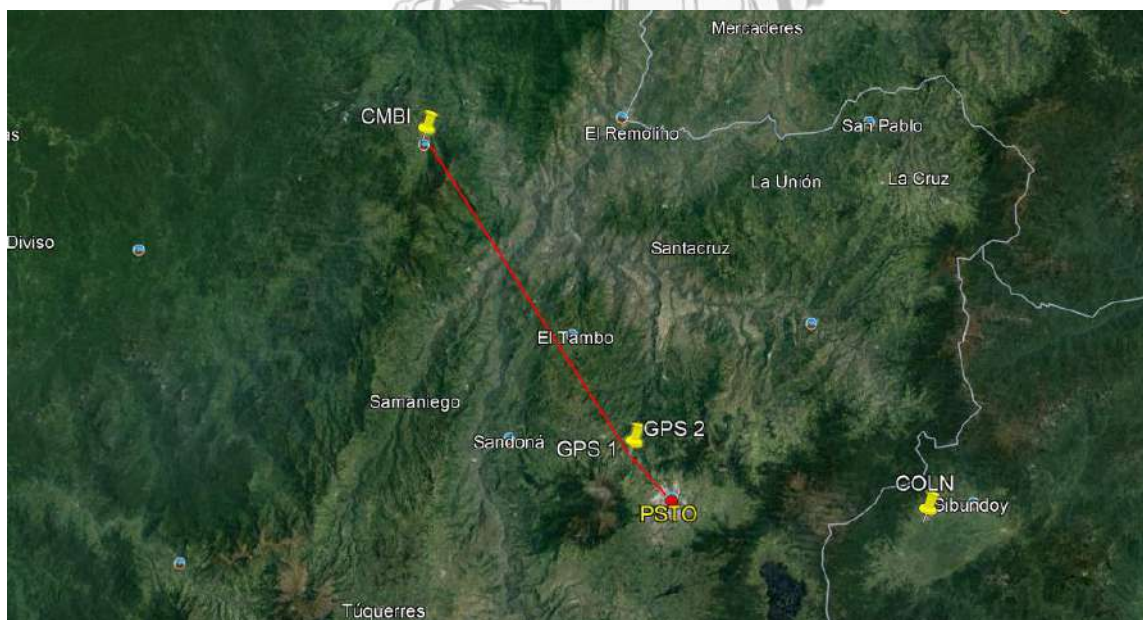 Mercaderes
CMBI
El Remolino
San Pablo
as
La Unión
La Cruz
Diviso
Santacruz
El Tambo
Samaniego
GPS 2
Sandoná
GPS 1
COLN
Sibundoy
PSTO
Túquerres